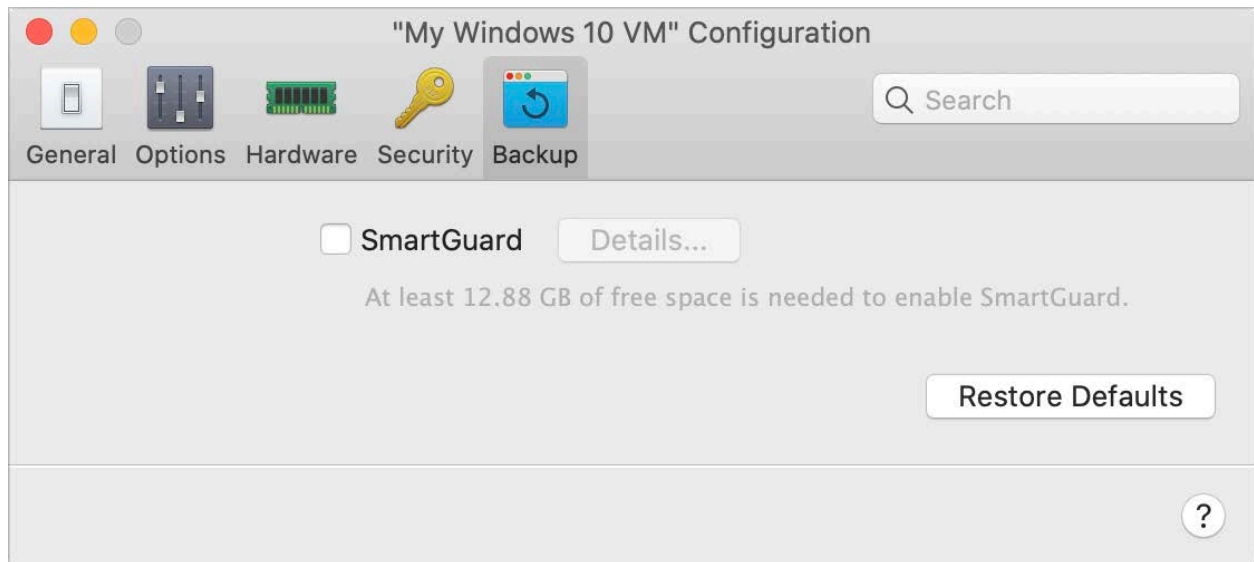 "My Windows 10 VM" Configuration
Search
General Options Hardware Security Backup
SmartGuard Details...
At least 12.88 GB of free space is needed to enable SmartGuard.
Restore Defaults
?